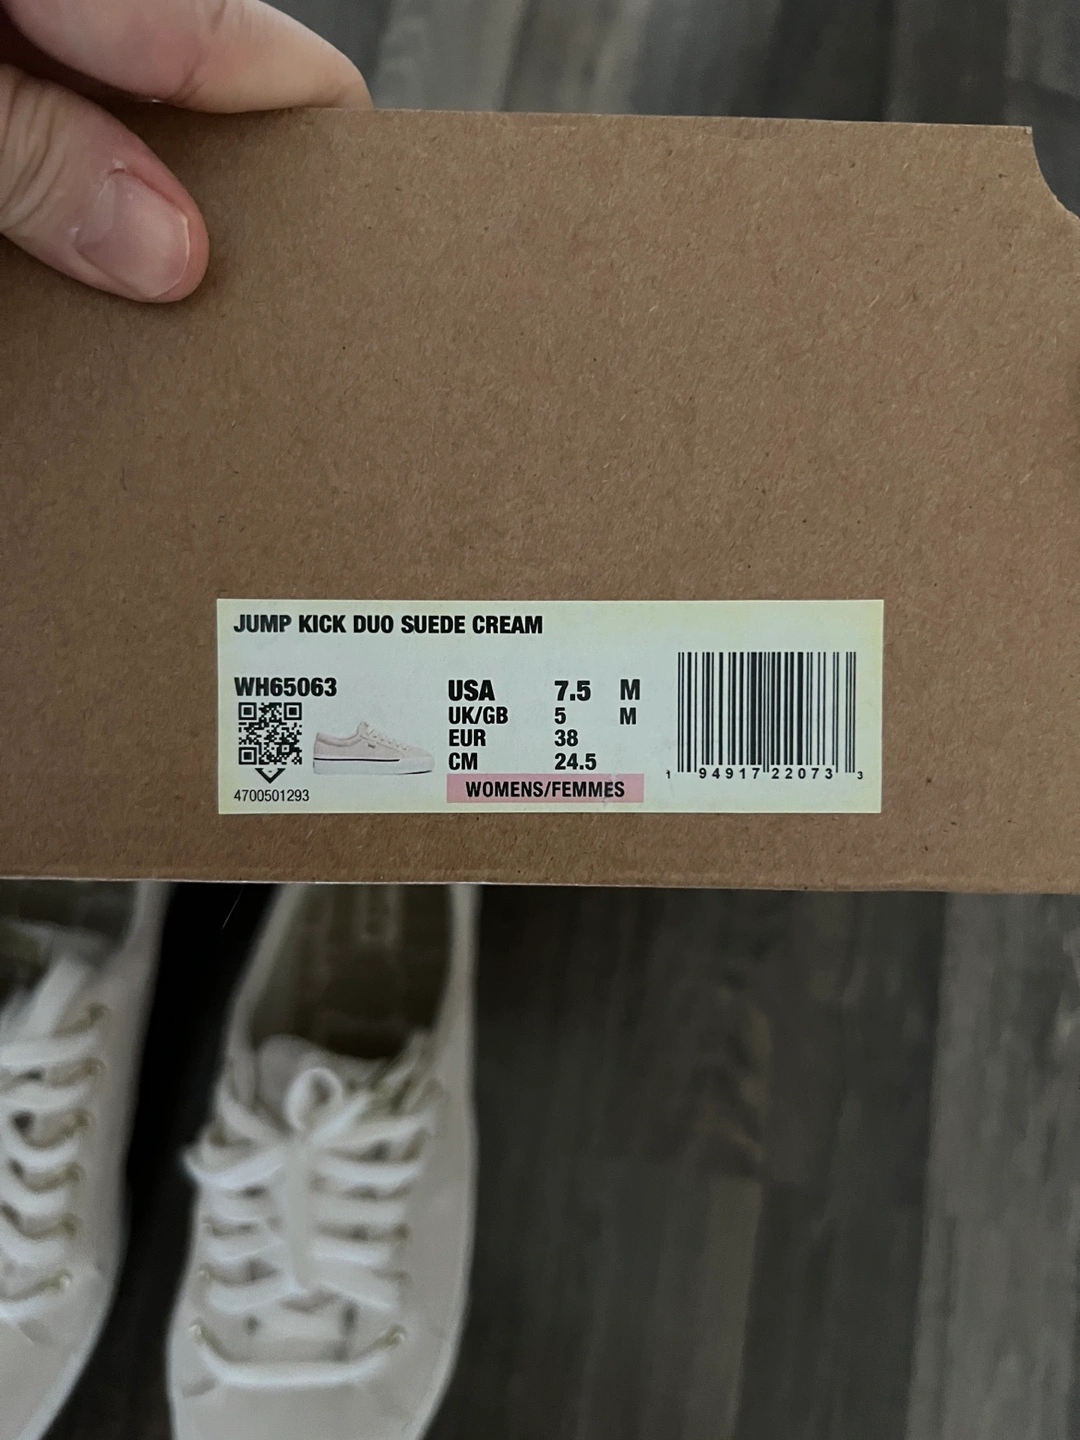 JUMP KICK DUO SUEDE CREAM
WH65063
4700501293
USA 7.5 M
UK/GB 5 M
EUR 38
CM 24.5
WOMENS/FEMMES
1 94917 22073 3